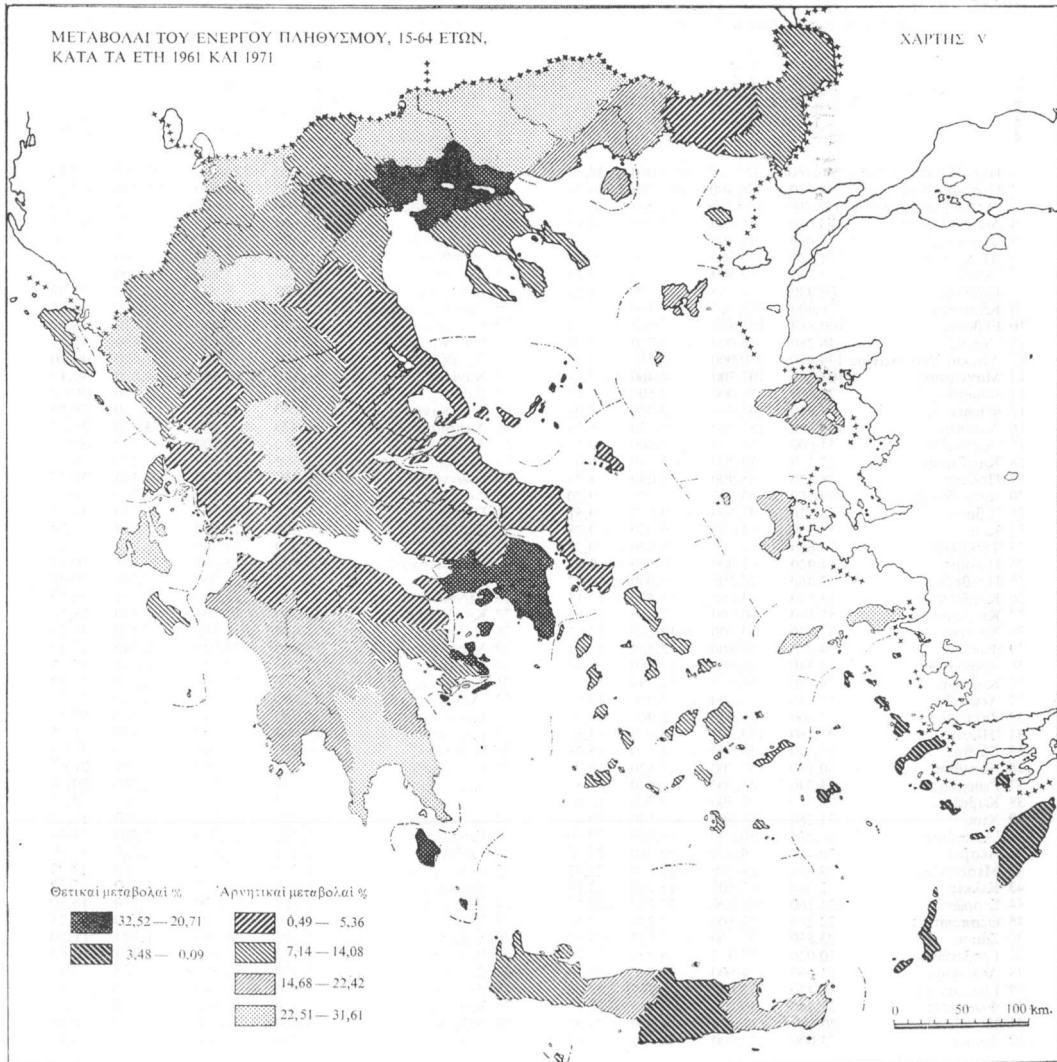 ΜΕΤΑΒΟΛΑΙ ΤΟΥ ΕΝΕΡΓΟΥ ΠΛΗΘΥΣΜΟΥ, 15-64 ΕΤΩΝ,
ΚΑΤΑ ΤΑ ΕΤΗ 1961 ΚΑΙ 1971
ΧΑΡΤΗΣ V
Θετικαὶ μεταβολαὶ %
32,52 — 20,71
3,48 — 0,09
Ἀρνητικαὶ μεταβολαὶ %
0,49 — 5,36
7,14 — 14,08
14,68 — 22,42
22,51 — 31,61
0 50 100 km.